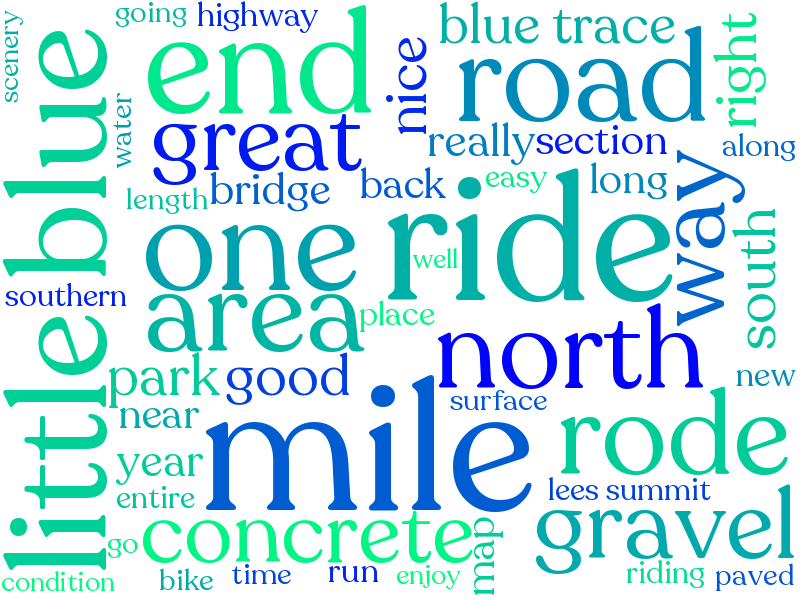 scenery
going
highway
blue trace
end
nice
road
right
little blue
water
great
really
section
along
length
bridge
back
easy
long
way
one
ride
well
south
southern
area
place
north
park
good
new
near
surface
mile
rode
year
entire
lees summit
go
concrete
map
gravel
condition
bike
time
run
enjoy
riding
paved